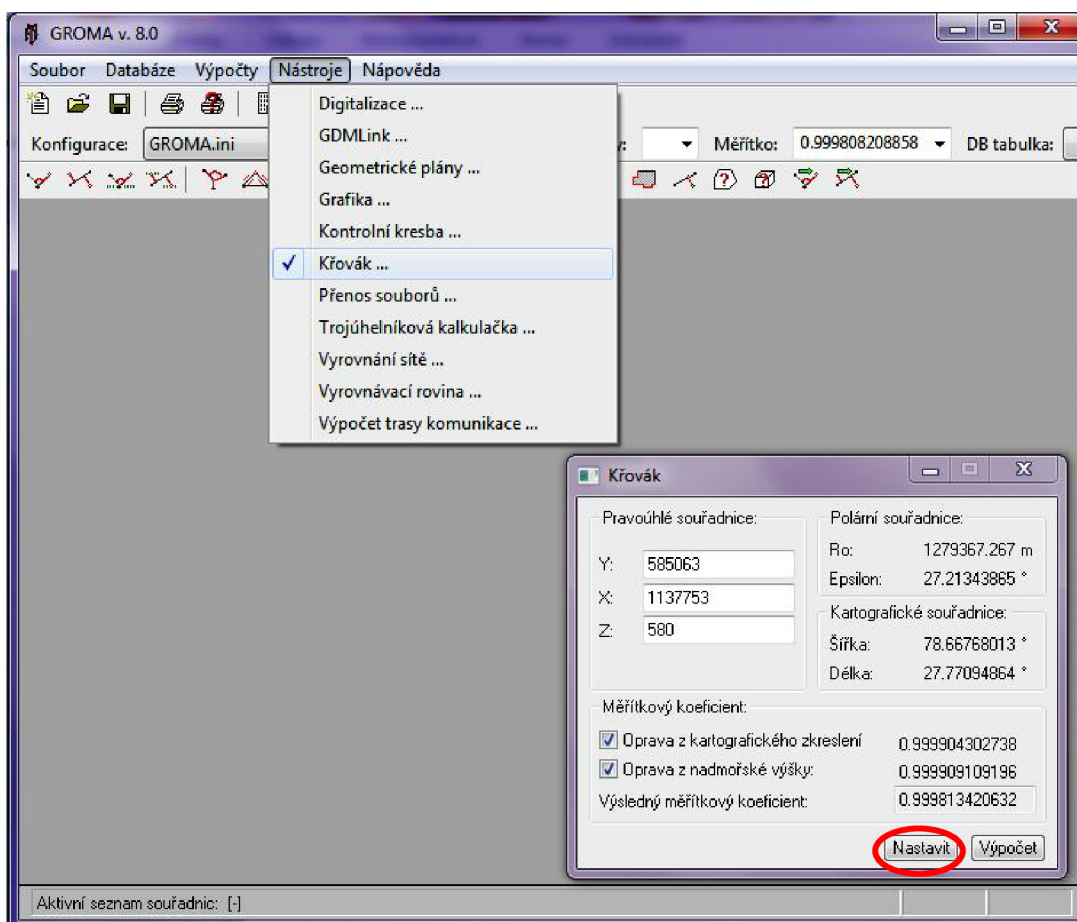 GROMA v. 8.0
Soubor Databáze Výpočty Nástroje Nápověda
Konfigurace: GROMA.ini Měřítko: 0.999808208858 DB tabulka:
Digitalizace ...
GDMLink ...
Geometrické plány ...
Grafika ...
Kontrolní kresba ...
Křovák ...
Přenos souborů ...
Trojúhelníková kalkulačka ...
Vyrovnání sítě ...
Vyrovnávací rovina ...
Výpočet trasy komunikace ...
Křovák
Pravoúhlé souřadnice:
Y: 585063
X: 1137753
Z: 580
Polární souřadnice:
Ro: 1279367.267 m
Epsilon: 27.21343865 °
Kartografické souřadnice:
Šířka: 78.66768013 °
Délka: 27.77094864 °
Měřítkový koeficient:
Oprava z kartografického zkreslení 0.999904302738
Oprava z nadmořské výšky: 0.999909109196
Výsledný měřítkový koeficient: 0.999813420632
Nastavit Výpočet
Aktivní seznam souřadnic: [-]